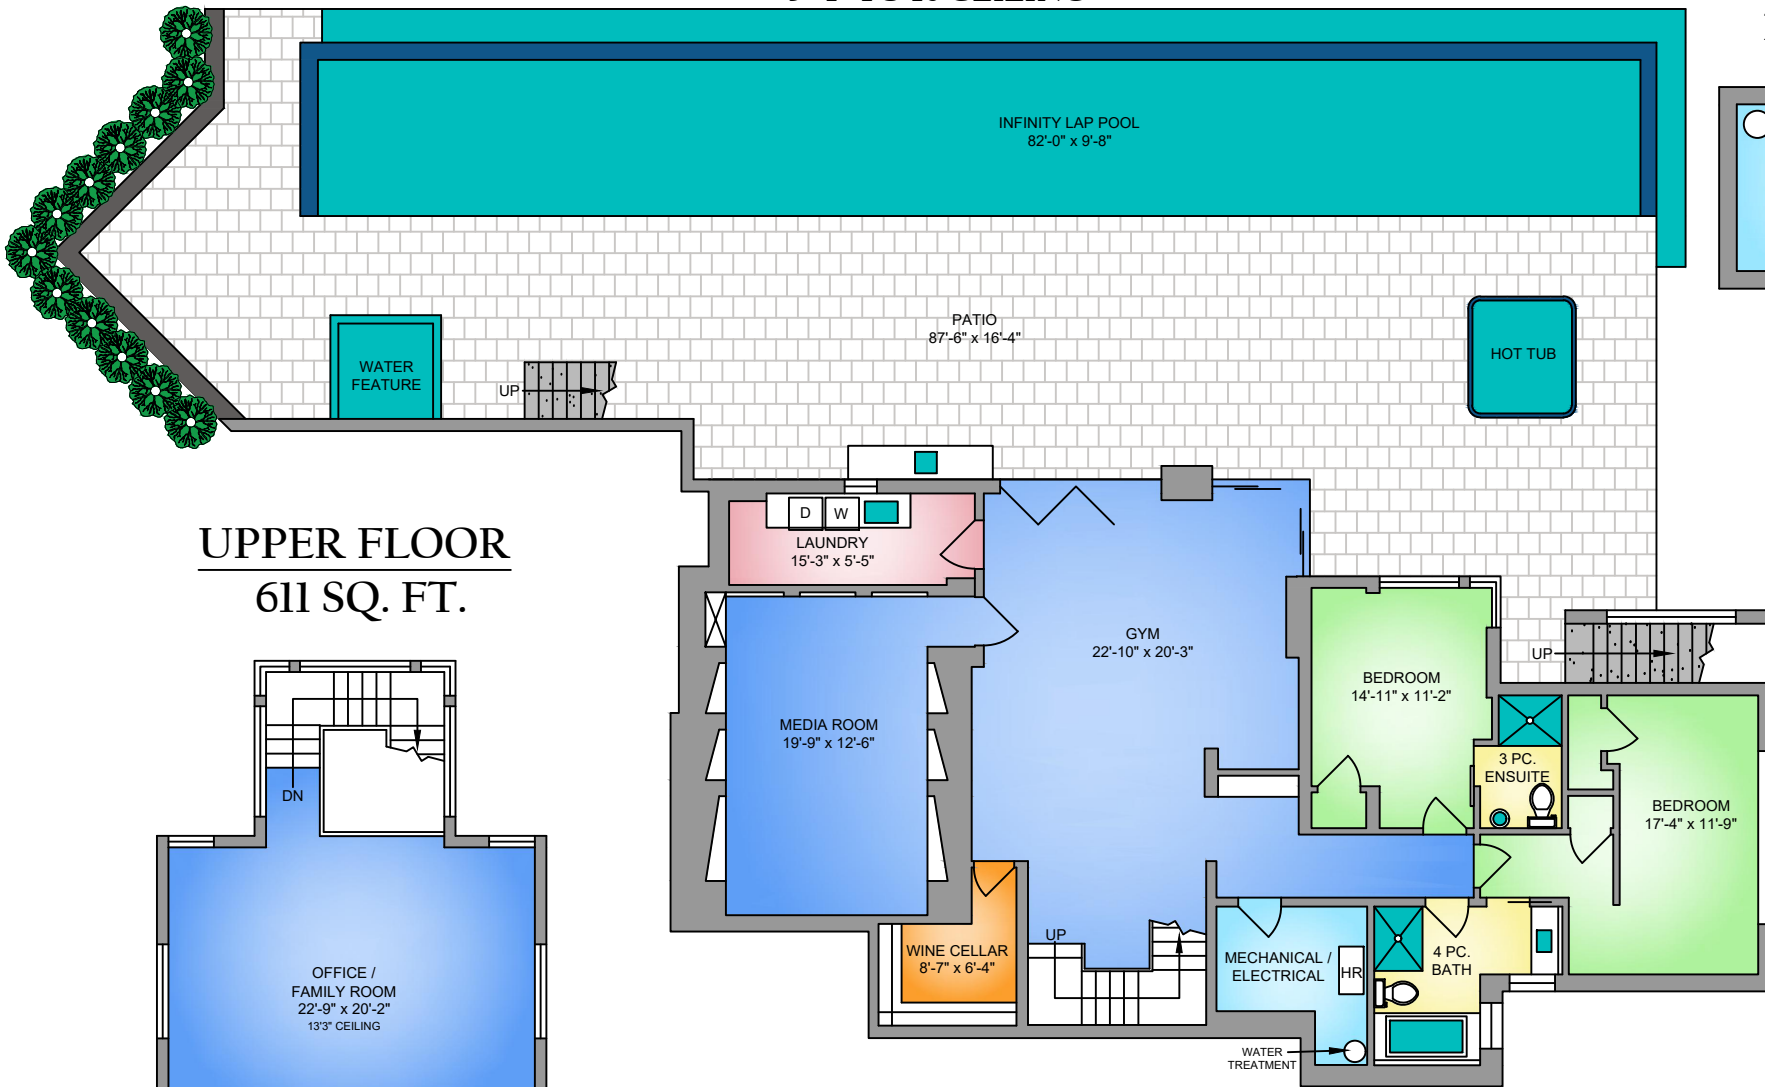 INFINITY LAP POOL
82'-0" x 9'-8"
PATIO
87'-6" x 16'-4"
WATER
FEATURE
UP
HOT TUB
D
W
LAUNDRY
15'-3" x 5'-5"
UPPER FLOOR
611 SQ. FT.
GYM
22'-10" x 20'-3"
UP
BEDROOM
14'-11" x 11'-2"
MEDIA ROOM
19'-9" x 12'-6"
3 PC.
ENSUITE
DN
BEDROOM
17'-4" x 11'-9"
UP
WINE CELLAR
8'-7" x 6'-4"
MECHANICAL /
ELECTRICAL
HR
4 PC.
BATH
OFFICE /
FAMILY ROOM
22'-9" x 20'-2"
13'3" CEILING
WATER
TREATMENT